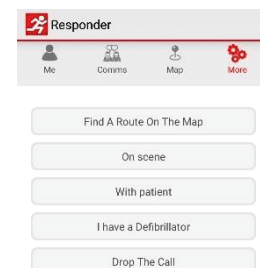 Responder
Me Comms Map More
Find A Route On The Map
On scene
With patient
I have a Defibrillator
Drop The Call